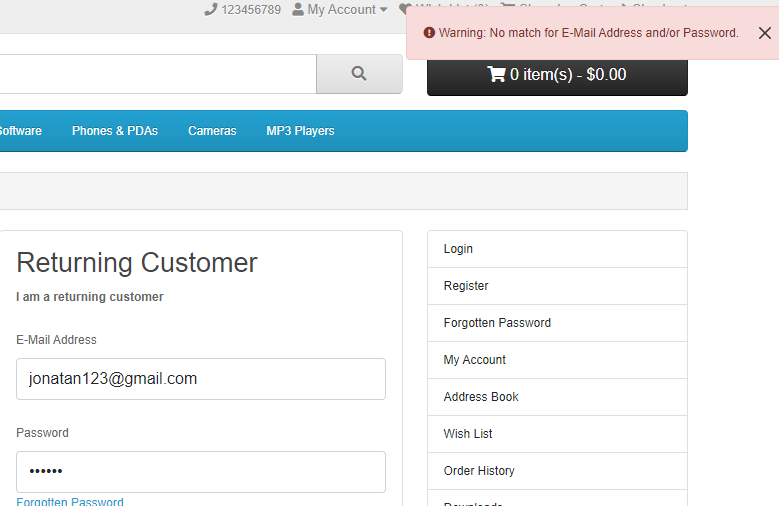 123456789 My Account
Warning: No match for E-Mail Address and/or Password.
0 item(s) - $0.00
Software Phones & PDAs Cameras MP3 Players
Returning Customer
I am a returning customer
E-Mail Address
jonatan123@gmail.com
Password
••••••
Forgotten Password
Login
Register
Forgotten Password
My Account
Address Book
Wish List
Order History
Downloads